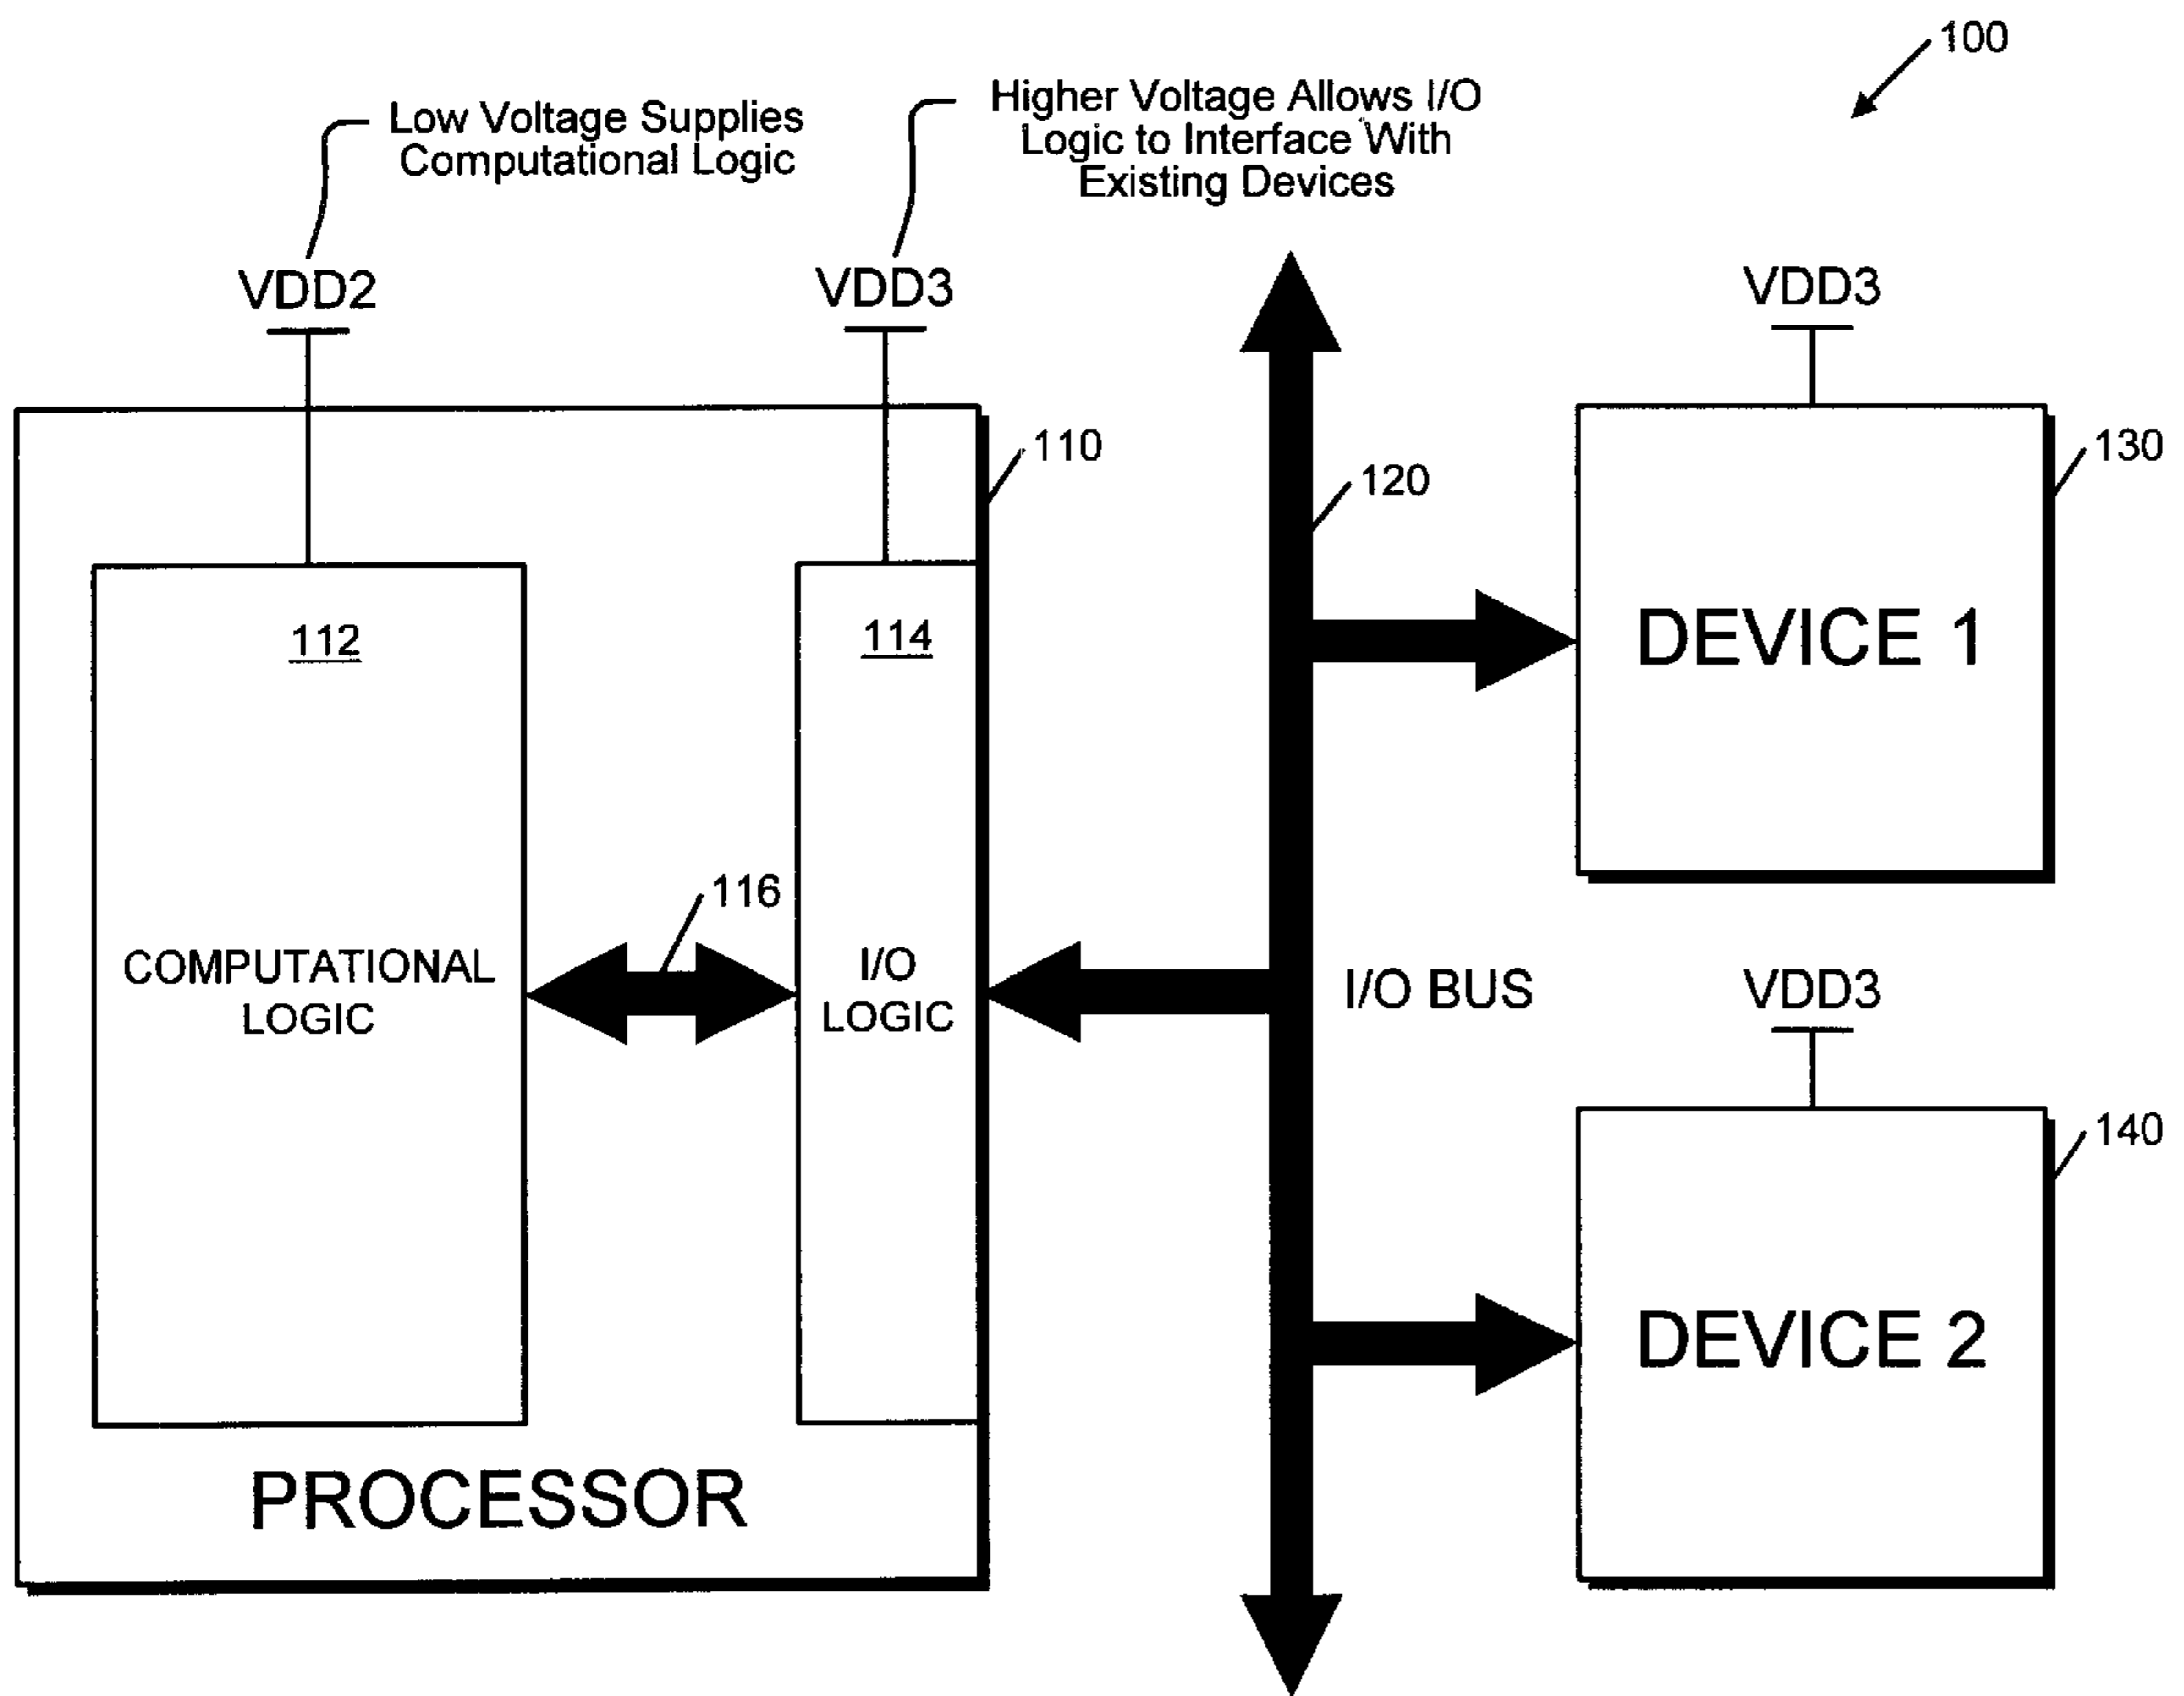 100
Low Voltage Supplies
Computational Logic
Higher Voltage Allows I/O
Logic to Interface With
Existing Devices
VDD2
VDD3
VDD3
110
120
130
112
114
DEVICE 1
116
COMPUTATIONAL
LOGIC
I/O
LOGIC
I/O BUS
VDD3
140
DEVICE 2
PROCESSOR